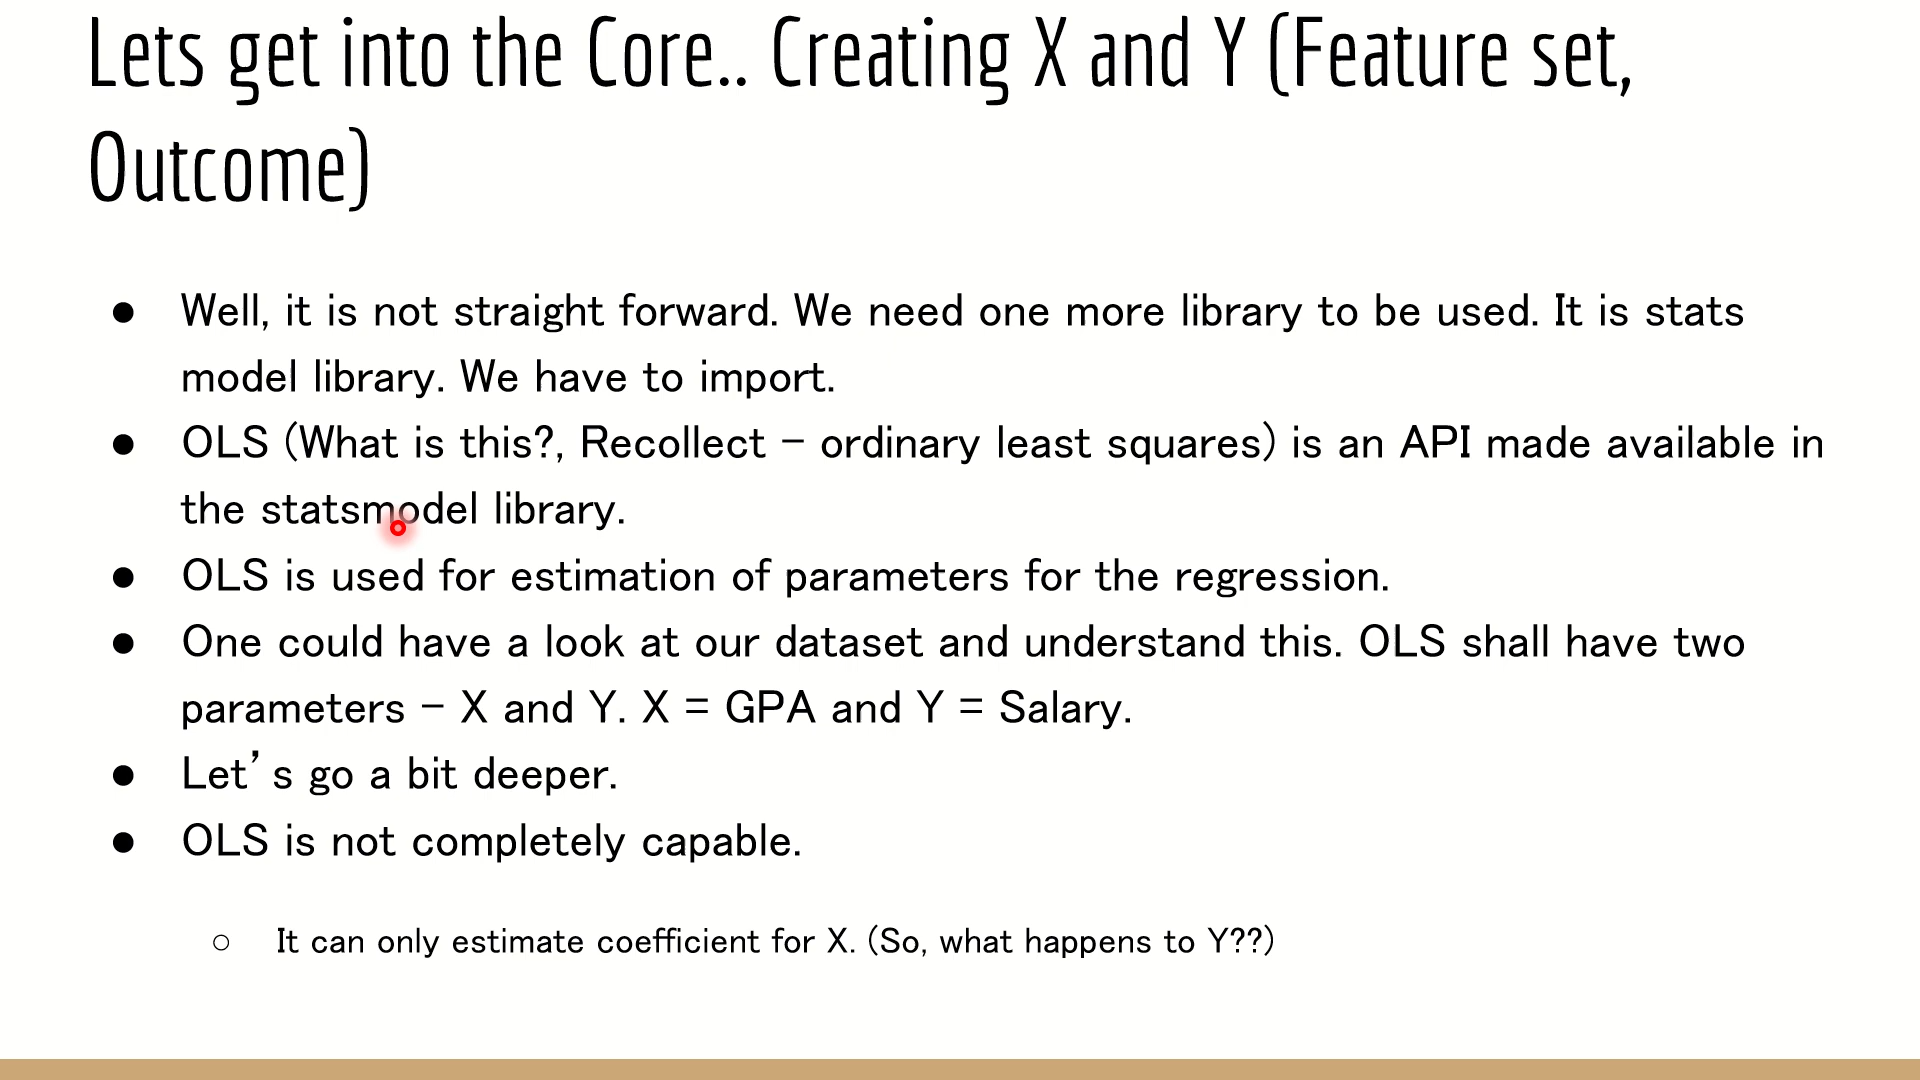 Lets get into the Core.. Creating X and Y (Feature set,
Outcome)
● Well, it is not straight forward. We need one more library to be used. It is stats
model library. We have to import.
● OLS (What is this?, Recollect – ordinary least squares) is an API made available in
the statsmodel library.
● OLS is used for estimation of parameters for the regression.
● One could have a look at our dataset and understand this. OLS shall have two
parameters – X and Y. X = GPA and Y = Salary.
● Let’s go a bit deeper.
● OLS is not completely capable.
○ It can only estimate coefficient for X. (So, what happens to Y??)